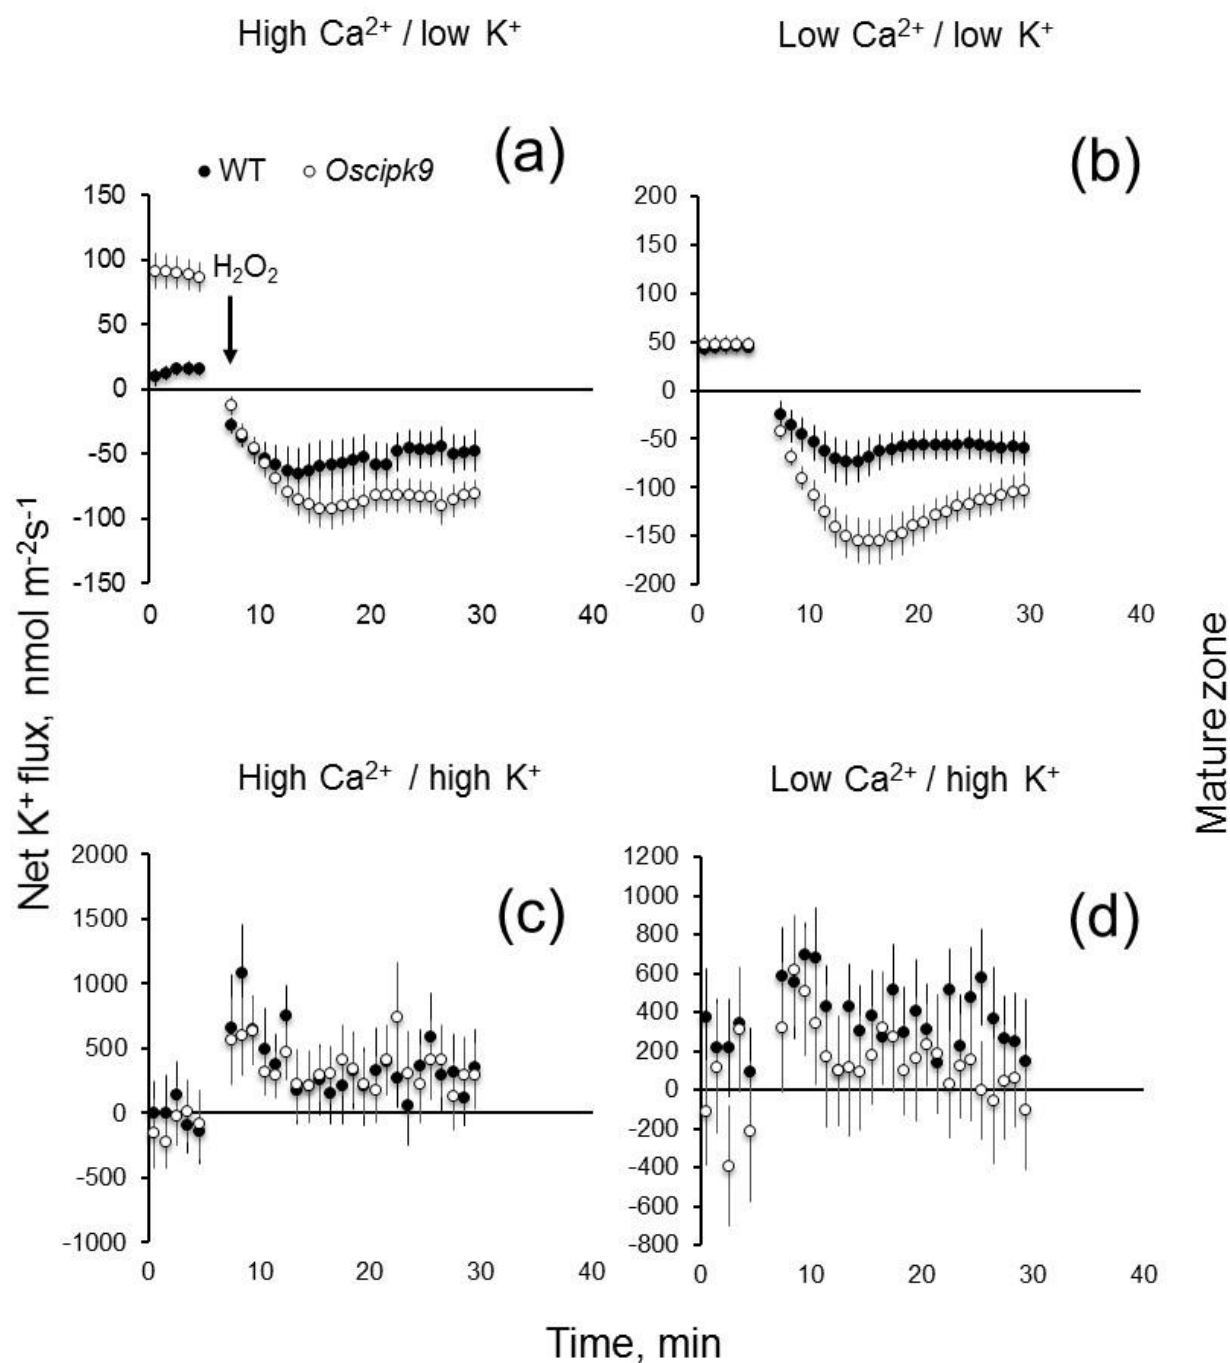 High Ca²⁺ / low K⁺
Low Ca²⁺ / low K⁺
(a)
(b)
WT
Oscipk9
H₂O₂
150
100
50
0
-50
-100
-150
0 10 20 30 40
200
150
100
50
0
-50
-100
-150
-200
0 10 20 30 40
Net K⁺ flux, nmol m⁻²s⁻¹
Mature zone
High Ca²⁺ / high K⁺
Low Ca²⁺ / high K⁺
(c)
(d)
2000
1500
1000
500
0
-500
-1000
0 10 20 30 40
1200
1000
800
600
400
200
0
-200
-400
-600
-800
0 10 20 30 40
Time, min